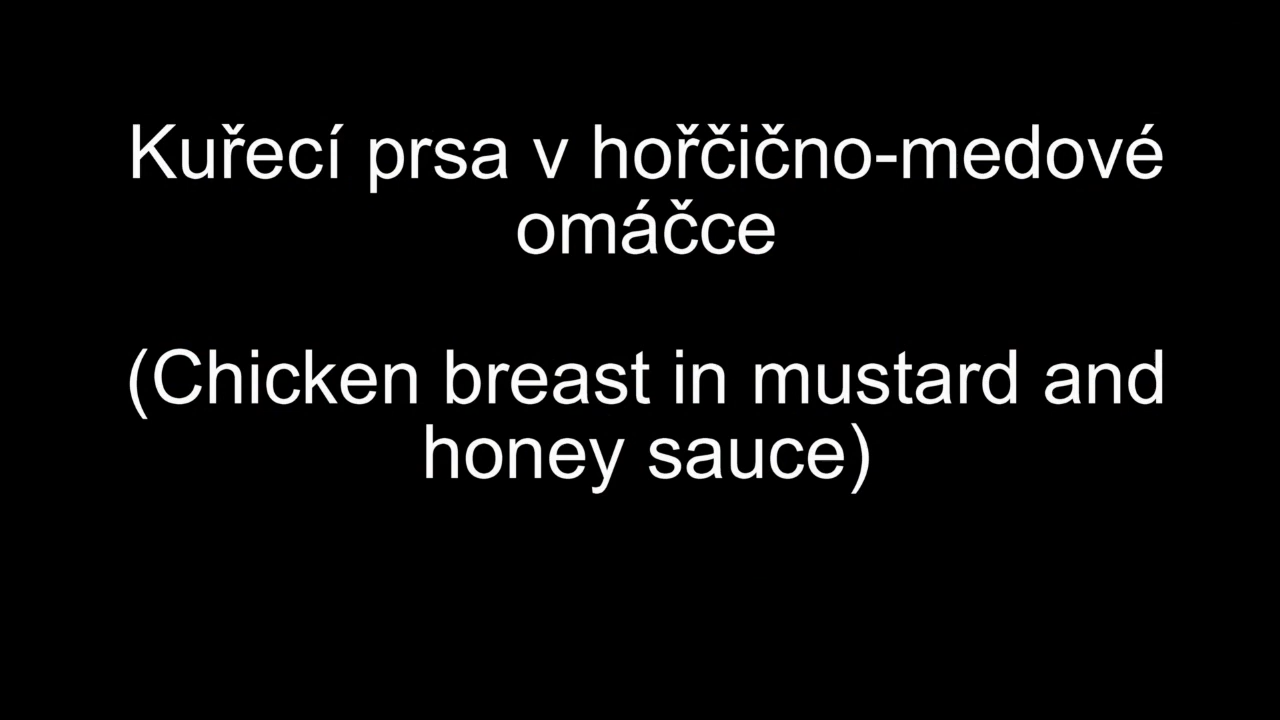 Kuřecí prsa v hořčično-medové
omáčce
(Chicken breast in mustard and
honey sauce)